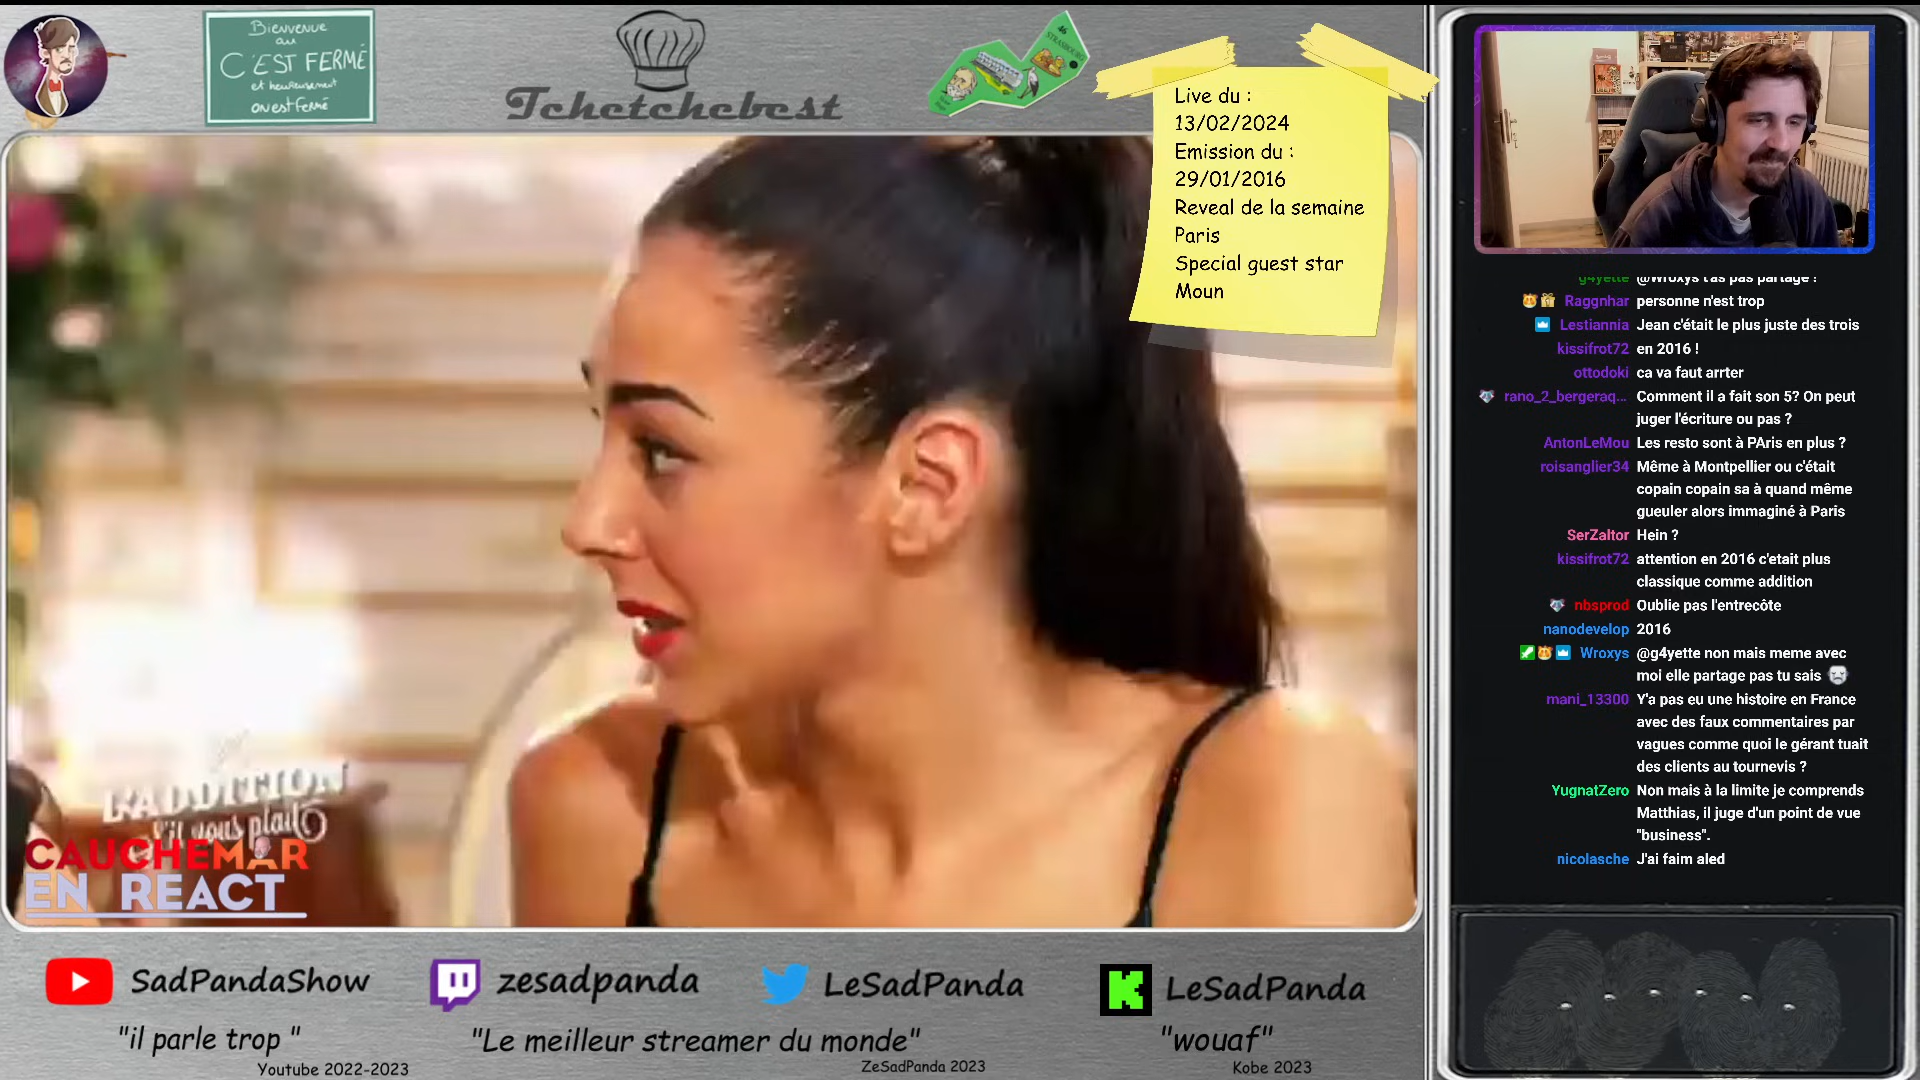 Bienvenue
au
C'EST FERMÉ
et heureusement
on est fermé
Tchetchebest
46
STRASBOURG
Live du :
13/02/2024
Emission du :
29/01/2016
Reveal de la semaine
Paris
Special guest star
Moun
L'ADDITION
s'il vous plaît
CAUCHEMAR
EN REACT
g4yette @Wroxys t'as pas partagé !
Raggnhar personne n'est trop
Lestiannia Jean c'était le plus juste des trois
kissifrot72 en 2016 !
ottodoki ca va faut arrter
rano_2_bergeraq... Comment il a fait son 5? On peut
juger l'écriture ou pas ?
AntonLeMou Les resto sont à PAris en plus ?
roisanglier34 Même à Montpellier ou c'était
copain copain sa à quand même
gueuler alors immaginé à Paris
SerZaltor Hein ?
kissifrot72 attention en 2016 c'etait plus
classique comme addition
nbsprod Oublie pas l'entrecôte
nanodevelop 2016
Wroxys @g4yette non mais meme avec
moi elle partage pas tu sais
mani_13300 Y'a pas eu une histoire en France
avec des faux commentaires par
vagues comme quoi le gérant tuait
des clients au tournevis ?
YugnatZero Non mais à la limite je comprends
Matthias, il juge d'un point de vue
"business".
nicolasche J'ai faim aled
SadPandaShow
"il parle trop "
Youtube 2022-2023
zesadpanda
"Le meilleur streamer du monde"
ZeSadPanda 2023
LeSadPanda
LeSadPanda
"wouaf"
Kobe 2023